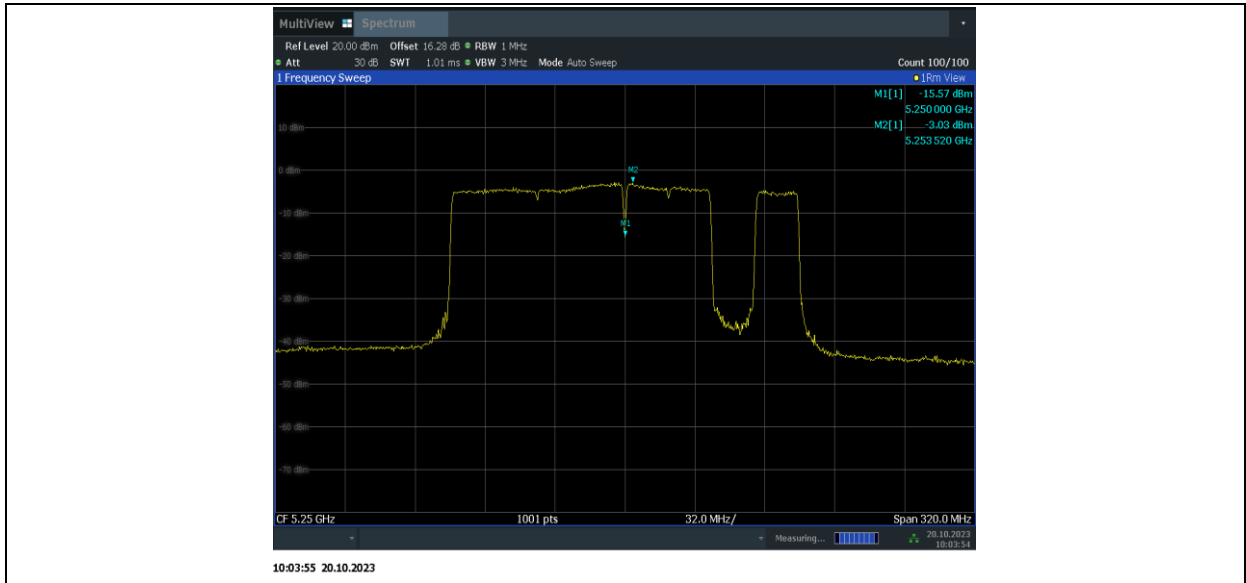 MultiView Spectrum
Ref Level 20.00 dBm Offset 16.28 dB RBW 1 MHz
Att 30 dB SWT 1.01 ms VBW 3 MHz Mode Auto Sweep Count 100/100
1 Frequency Sweep 1Rm View
M1[1] -15.57 dBm
5.250 000 GHz
M2[1] -3.03 dBm
5.253 520 GHz
10 dBm
0 dBm
M2
-10 dBm
M1
-20 dBm
-30 dBm
-40 dBm
-50 dBm
-60 dBm
-70 dBm
CF 5.25 GHz 1001 pts 32.0 MHz/ Span 320.0 MHz
Measuring... 20.10.2023
10:03:54
10:03:55 20.10.2023